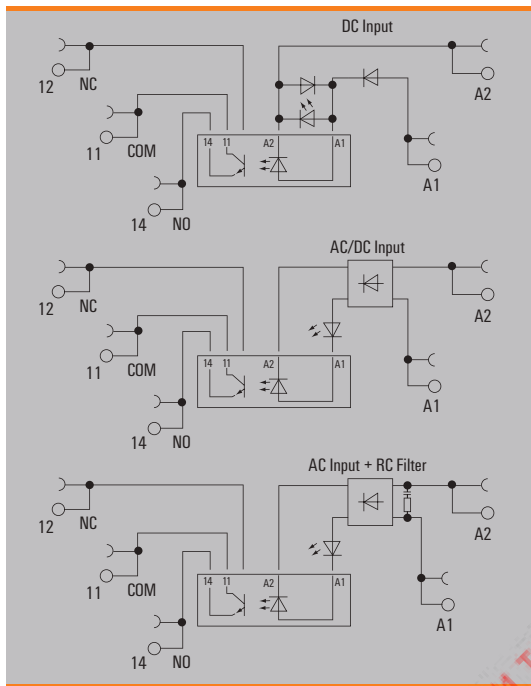 DC Input
12 NC
A2
11 COM
14 11 A2 A1
A1
14 NO
AC/DC Input
12 NC
A2
11 COM
14 11 A2 A1
A1
14 NO
AC Input + RC Filter
12 NC
A2
11 COM
14 11 A2 A1
A1
14 NO